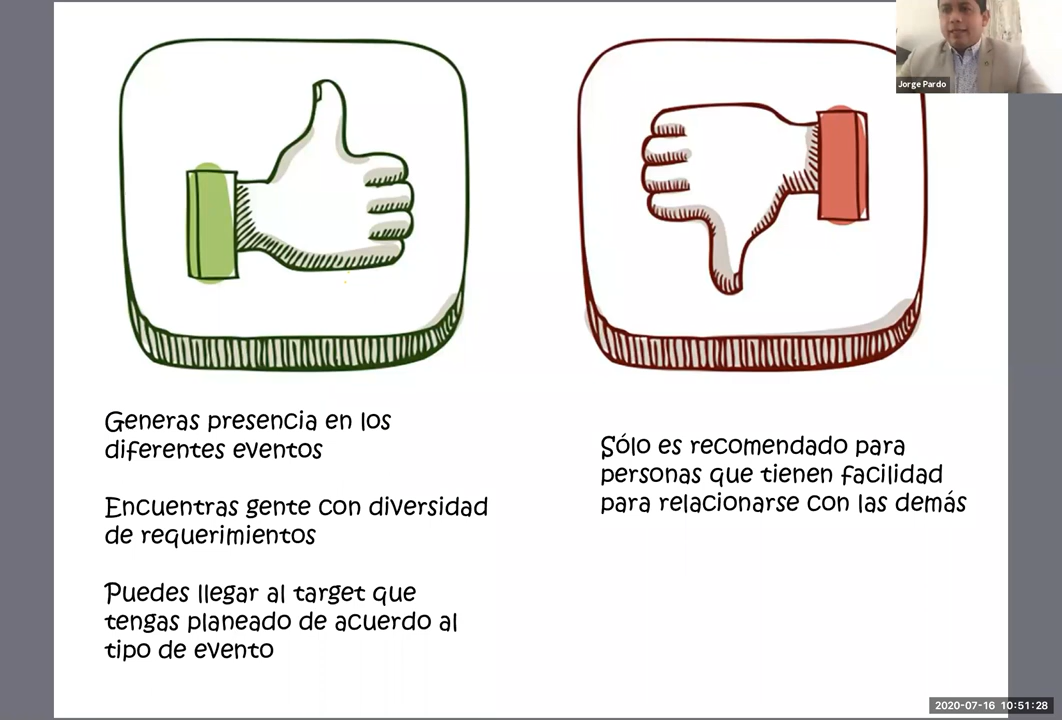 Jorge Pardo
Generas presencia en los
diferentes eventos
Encuentras gente con diversidad
de requerimientos
Puedes llegar al target que
tengas planeado de acuerdo al
tipo de evento
Sólo es recomendado para
personas que tienen facilidad
para relacionarse con las demás
2020-07-16 10:51:28